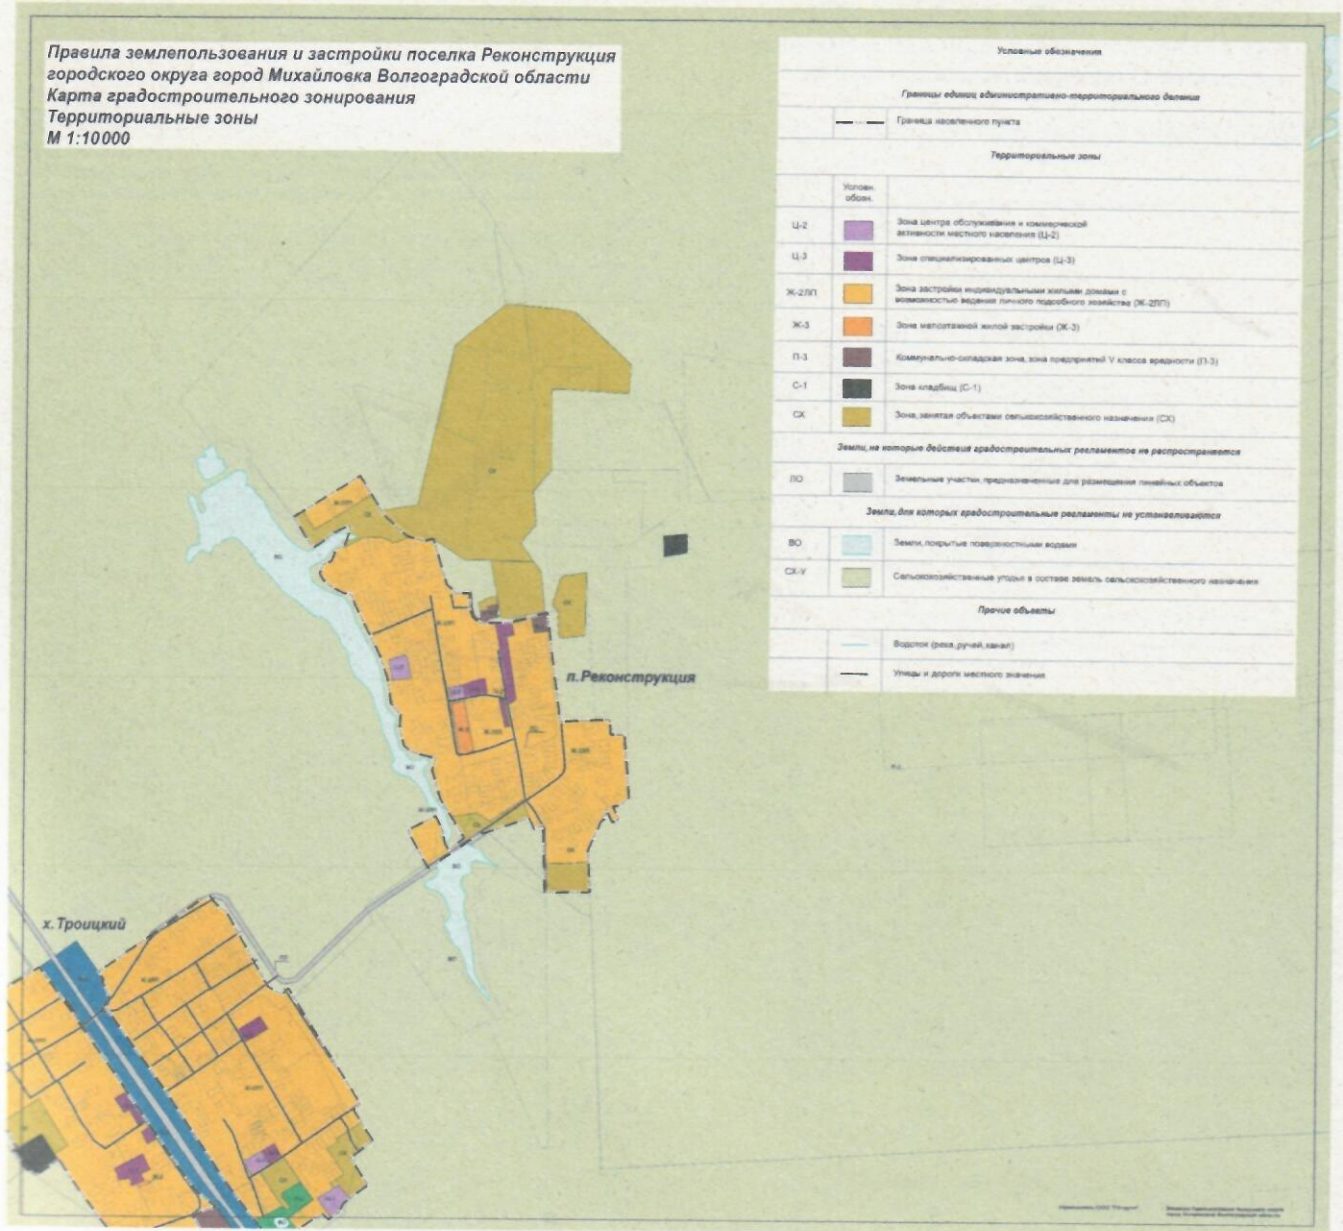 Правила землепользования и застройки поселка Реконструкция
городского округа город Михайловка Волгоградской области
Карта градостроительного зонирования
Территориальные зоны
М 1:10000
Условные обозначения
Границы единиц административно-территориального деления
Граница населенного пункта
Территориальные зоны
Условн.
обозн.
Ц-2
Зона центра обслуживания и коммерческой
активности местного населения (Ц-2)
Ц-3
Зона специализированных центров (Ц-3)
Ж-2ЛП
Зона застройки индивидуальными жилыми домами с
возможностью ведения личного подсобного хозяйства (Ж-2ЛП)
Ж-3
Зона малоэтажной жилой застройки (Ж-3)
П-3
Коммунально-складская зона, зона предприятий V класса вредности (П-3)
С-1
Зона кладбищ (С-1)
СХ
Зона, занятая объектами сельскохозяйственного назначения (СХ)
Земли, на которые действия градостроительных регламентов не распространяется
ЛО
Земельные участки, предназначенные для размещения линейных объектов
Земли, для которых градостроительные регламенты не устанавливаются
ВО
Земли, покрытые поверхностными водами
СХ-У
Сельскохозяйственные угодья в составе земель сельскохозяйственного назначения
Прочие объекты
Водоток (река, ручей, канал)
Улицы и дороги местного значения
п. Реконструкция
х. Троицкий